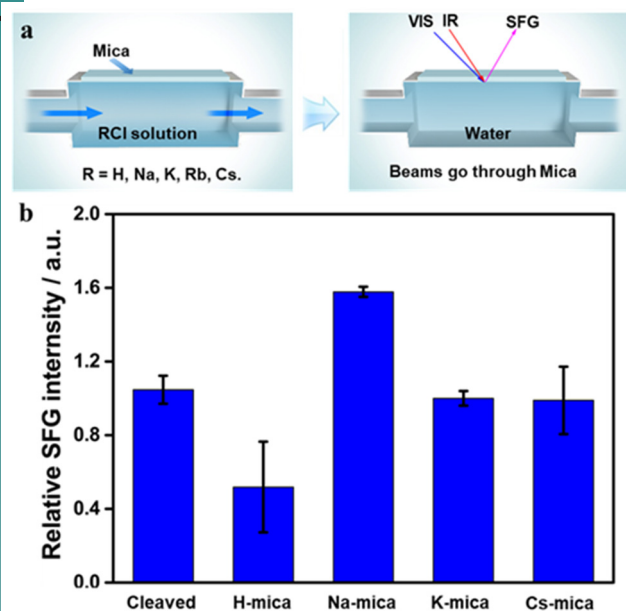 a
Mica
RCl solution
R = H, Na, K, Rb, Cs.
VIS IR SFG
Water
Beams go through Mica
b
Relative SFG internsity / a.u.
2.0
1.6
1.2
0.8
0.4
0.0
Cleaved H-mica Na-mica K-mica Cs-mica